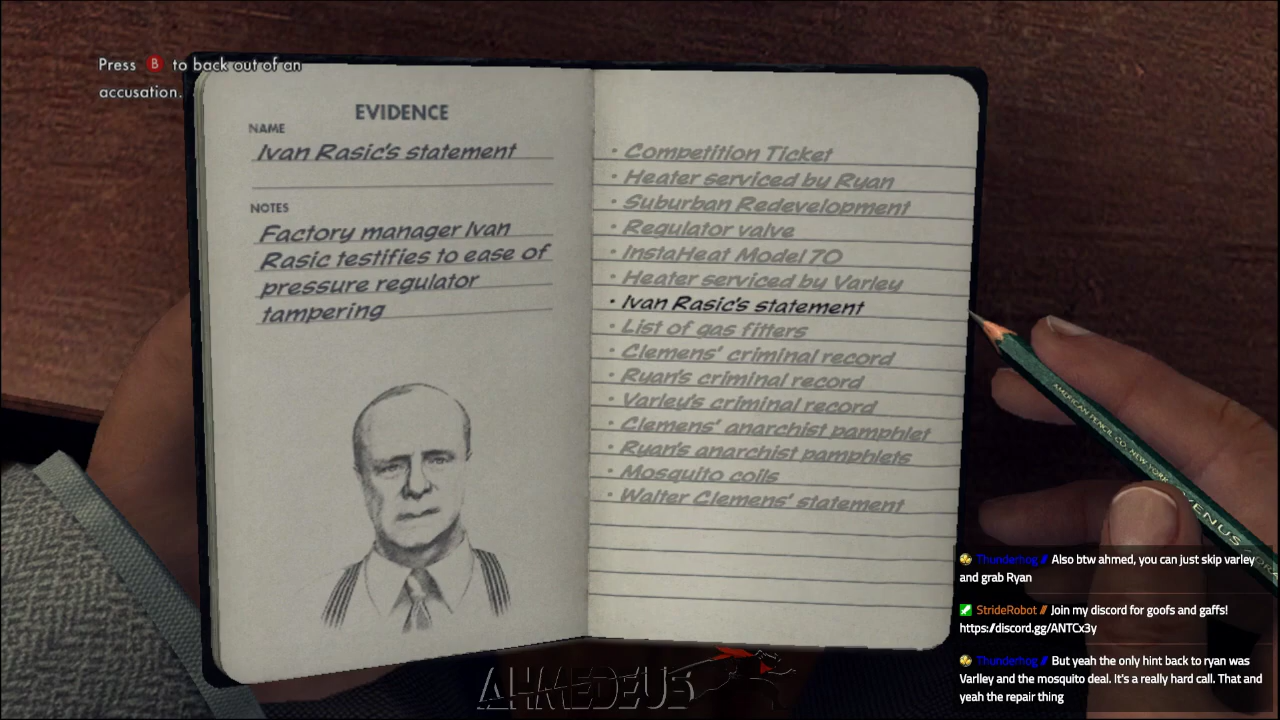 Press B to back out of an
accusation.
EVIDENCE
NAME
Ivan Rasic's statement
NOTES
Factory manager Ivan
Rasic testifies to ease of
pressure regulator
tampering
• Competition Ticket
• Heater serviced by Ryan
• Suburban Redevelopment
• Regulator valve
• InstaHeat Model 70
• Heater serviced by Varley
• Ivan Rasic's statement
• List of gas fitters
• Clemens' criminal record
• Ryan's criminal record
• Varley's criminal record
• Clemens' anarchist pamphlet
• Ryan's anarchist pamphlets
• Mosquito coils
• Walter Clemens' statement
AMERICAN PENCIL CO. NEW YORK
VENUS
Thunderhog // Also btw ahmed, you can just skip varley
and grab Ryan
StrideRobot // Join my discord for goofs and gaffs!
https://discord.gg/ANTCx3y
Thunderhog // But yeah the only hint back to ryan was
Varlley and the mosquito deal. It's a really hard call. That and
yeah the repair thing
AHMEDEUS